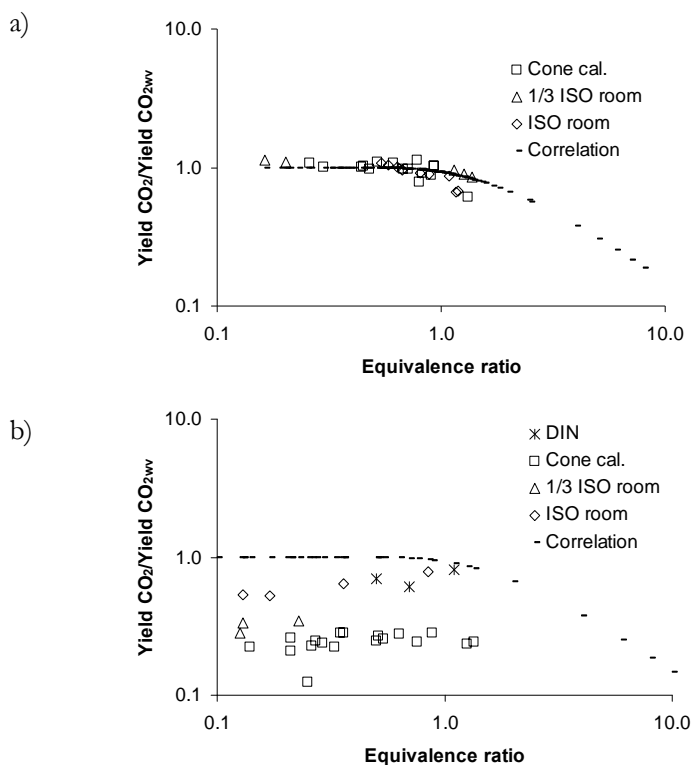 a)
Yield CO2/Yield CO2wv
10.0
1.0
0.1
Cone cal.
1/3 ISO room
ISO room
Correlation
0.1 1.0 10.0
Equivalence ratio
b)
Yield CO2/Yield CO2wv
10.0
1.0
0.1
DIN
Cone cal.
1/3 ISO room
ISO room
Correlation
0.1 1.0 10.0
Equivalence ratio